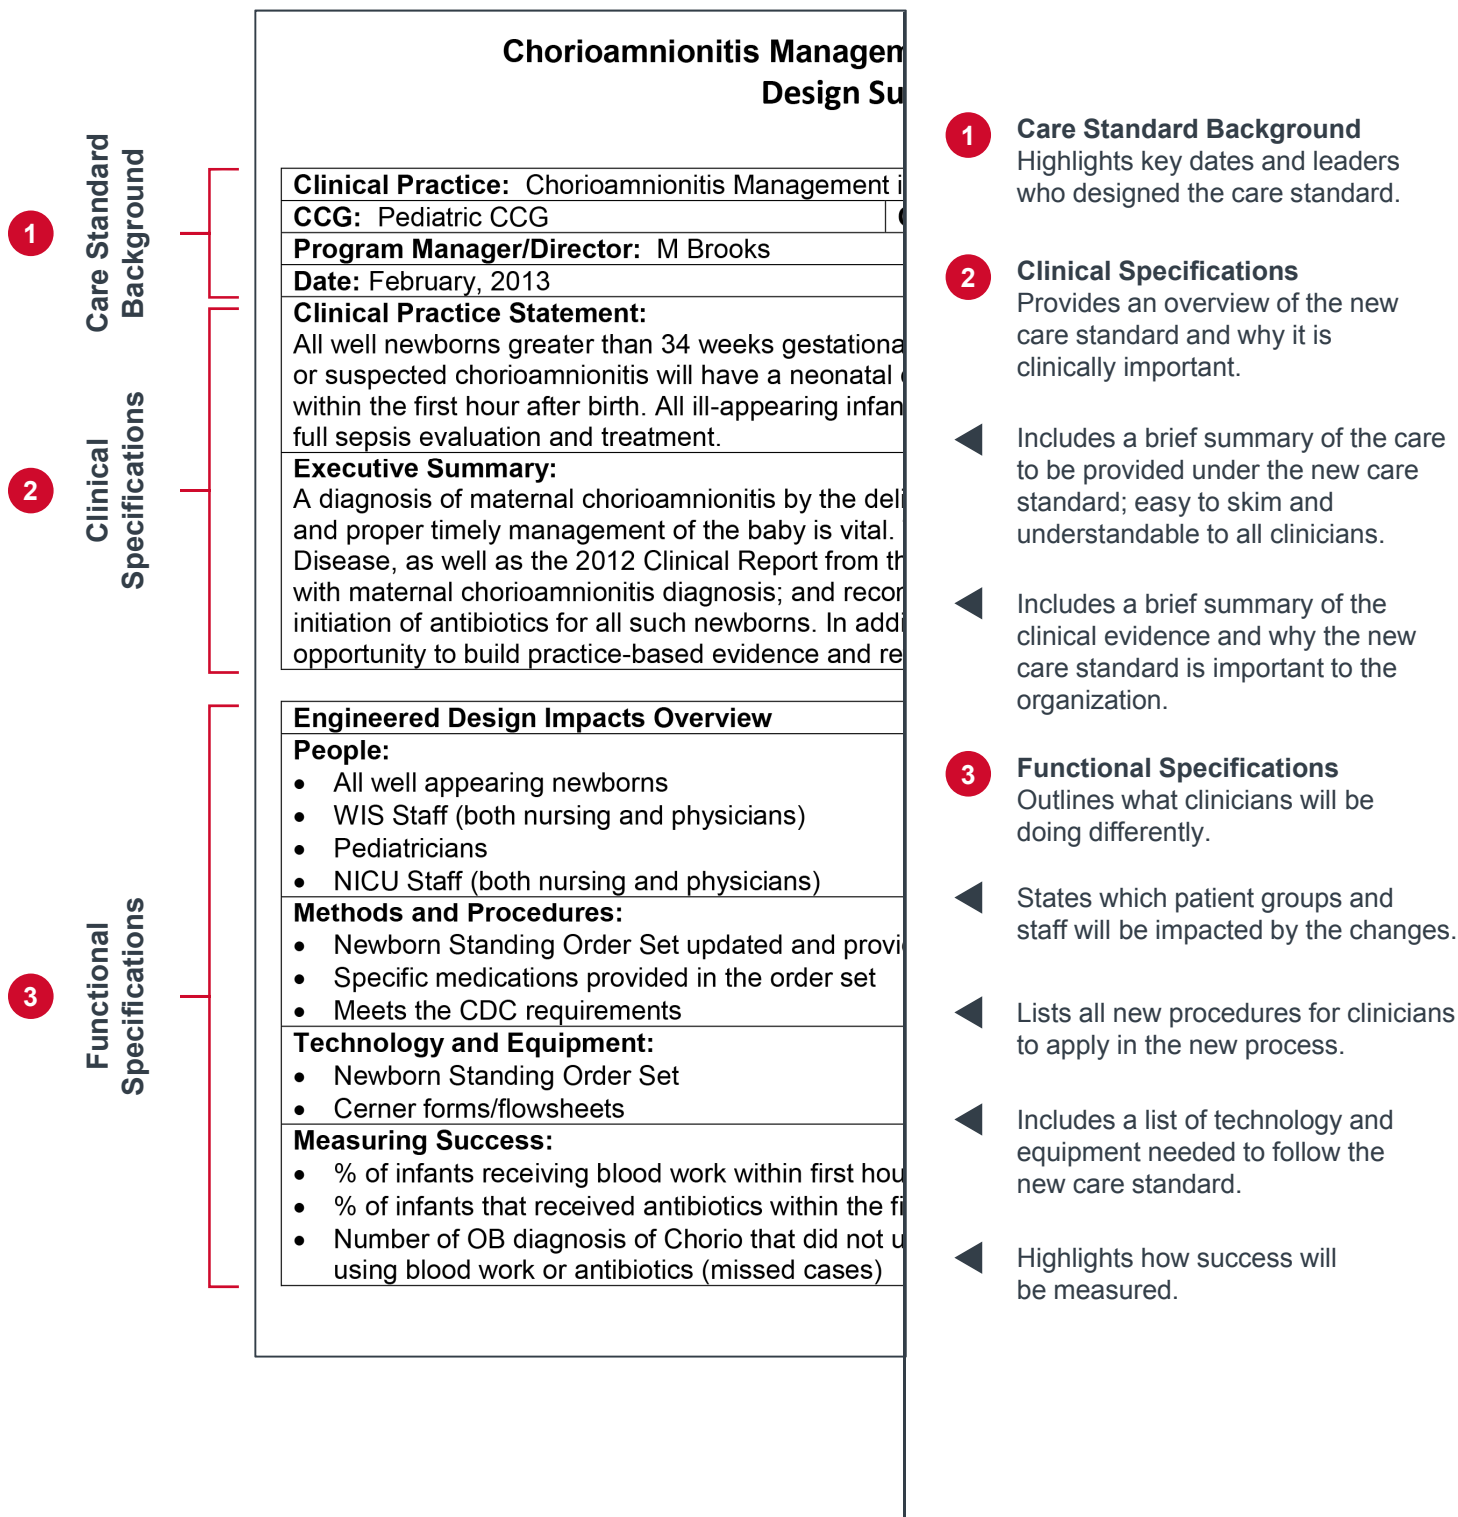 Chorioamnionitis Managem
Design Su
1
Care Standard
Background
Clinical Practice: Chorioamnionitis Management i
CCG: Pediatric CCG
Program Manager/Director: M Brooks
Date: February, 2013
2
Clinical
Specifications
Clinical Practice Statement:
All well newborns greater than 34 weeks gestationa
or suspected chorioamnionitis will have a neonatal
within the first hour after birth. All ill-appearing infan
full sepsis evaluation and treatment.
Executive Summary:
A diagnosis of maternal chorioamnionitis by the deli
and proper timely management of the baby is vital.
Disease, as well as the 2012 Clinical Report from th
with maternal chorioamnionitis diagnosis; and recor
initiation of antibiotics for all such newborns. In addi
opportunity to build practice-based evidence and re
3
Functional
Specifications
Engineered Design Impacts Overview
People:
• All well appearing newborns
• WIS Staff (both nursing and physicians)
• Pediatricians
• NICU Staff (both nursing and physicians)
Methods and Procedures:
• Newborn Standing Order Set updated and provi
• Specific medications provided in the order set
• Meets the CDC requirements
Technology and Equipment:
• Newborn Standing Order Set
• Cerner forms/flowsheets
Measuring Success:
• % of infants receiving blood work within first hou
• % of infants that received antibiotics within the fi
• Number of OB diagnosis of Chorio that did not u
using blood work or antibiotics (missed cases)
1
Care Standard Background
Highlights key dates and leaders
who designed the care standard.
2
Clinical Specifications
Provides an overview of the new
care standard and why it is
clinically important.
Includes a brief summary of the care
to be provided under the new care
standard; easy to skim and
understandable to all clinicians.
Includes a brief summary of the
clinical evidence and why the new
care standard is important to the
organization.
3
Functional Specifications
Outlines what clinicians will be
doing differently.
States which patient groups and
staff will be impacted by the changes.
Lists all new procedures for clinicians
to apply in the new process.
Includes a list of technology and
equipment needed to follow the
new care standard.
Highlights how success will
be measured.